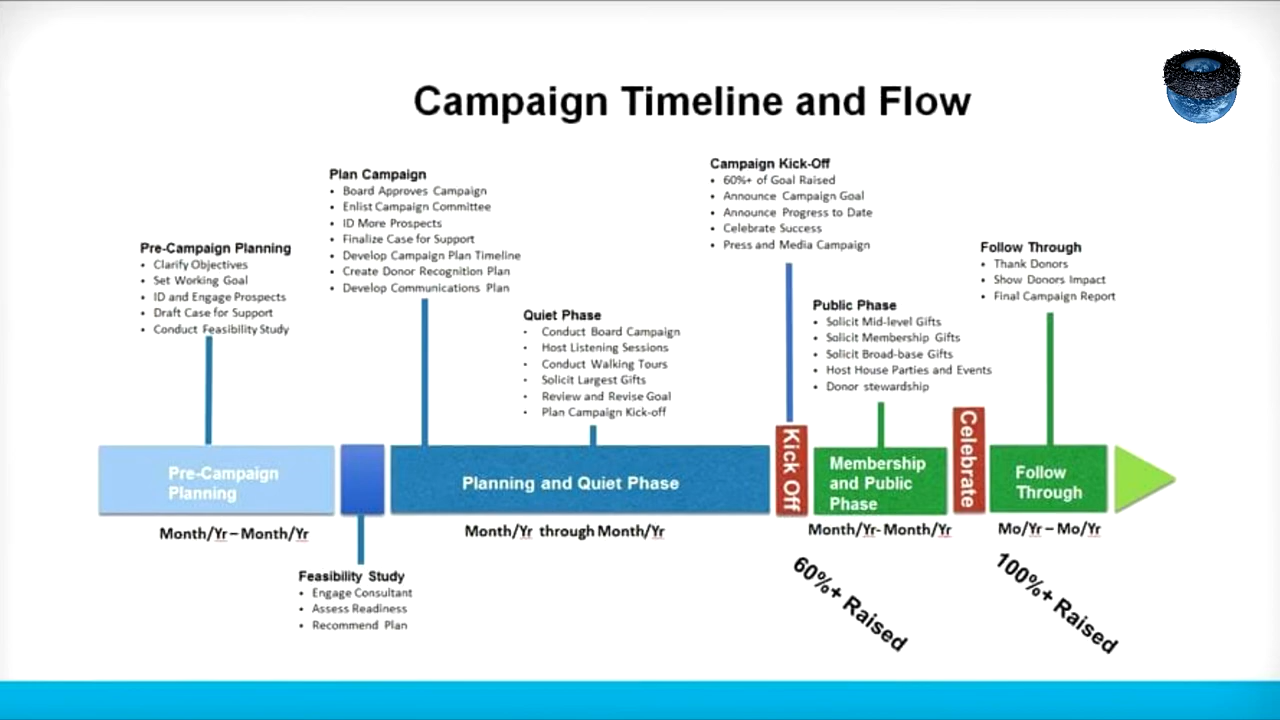 Campaign Timeline and Flow
Pre-Campaign Planning
• Clarify Objectives
• Set Working Goal
• ID and Engage Prospects
• Draft Case for Support
• Conduct Feasibility Study
Plan Campaign
• Board Approves Campaign
• Enlist Campaign Committee
• ID More Prospects
• Finalize Case for Support
• Develop Campaign Plan Timeline
• Create Donor Recognition Plan
• Develop Communications Plan
Quiet Phase
• Conduct Board Campaign
• Host Listening Sessions
• Conduct Walking Tours
• Solicit Largest Gifts
• Review and Revise Goal
• Plan Campaign Kick-off
Campaign Kick-Off
• 60%+ of Goal Raised
• Announce Campaign Goal
• Announce Progress to Date
• Celebrate Success
• Press and Media Campaign
Public Phase
• Solicit Mid-level Gifts
• Solicit Membership Gifts
• Solicit Broad-base Gifts
• Host House Parties and Events
• Donor stewardship
Follow Through
• Thank Donors
• Show Donors Impact
• Final Campaign Report
Pre-Campaign
Planning
Planning and Quiet Phase
Kick Off
Membership
and Public
Phase
Celebrate
Follow
Through
Month/Yr – Month/Yr
Month/Yr through Month/Yr
Month/Yr- Month/Yr
Mo/Yr – Mo/Yr
Feasibility Study
• Engage Consultant
• Assess Readiness
• Recommend Plan
60%+ Raised
100%+ Raised